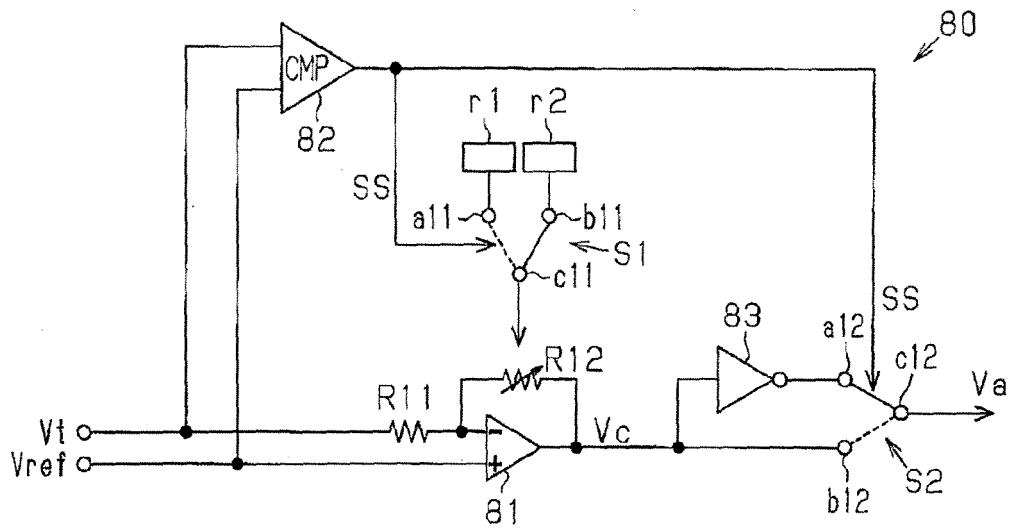 80
CMP
82
r1 r2
SS
a11 b11
S1
c11
SS
83
a12
c12
Va
R12
R11
Vt
Vref
-
+
Vc
81
b12
S2